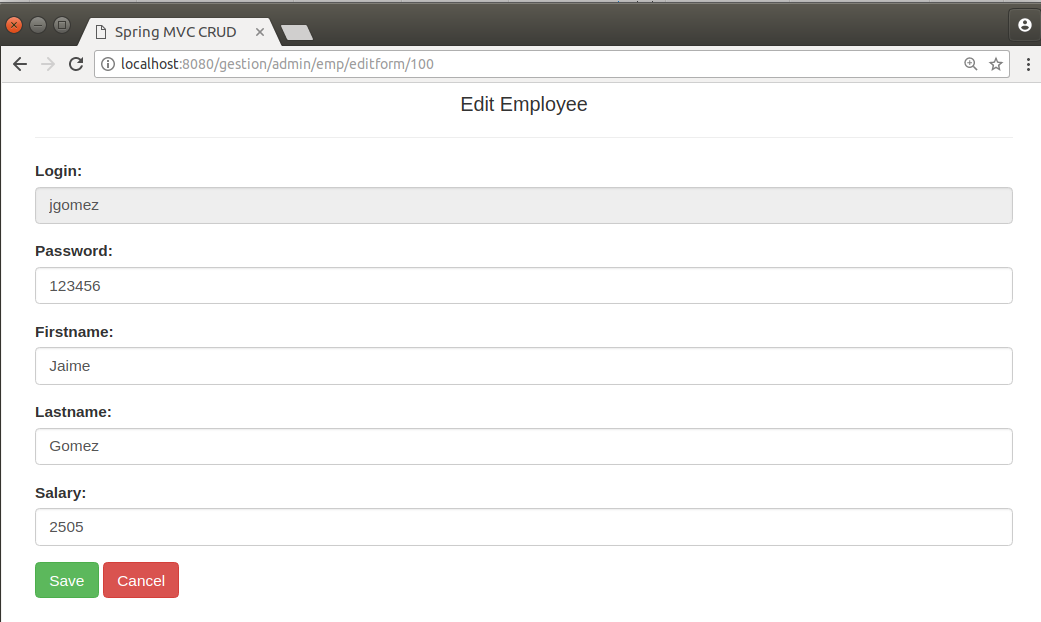 Spring MVC CRUD
localhost:8080/gestion/admin/emp/editform/100
Edit Employee
Login:
jgomez
Password:
123456
Firstname:
Jaime
Lastname:
Gomez
Salary:
2505
Save Cancel